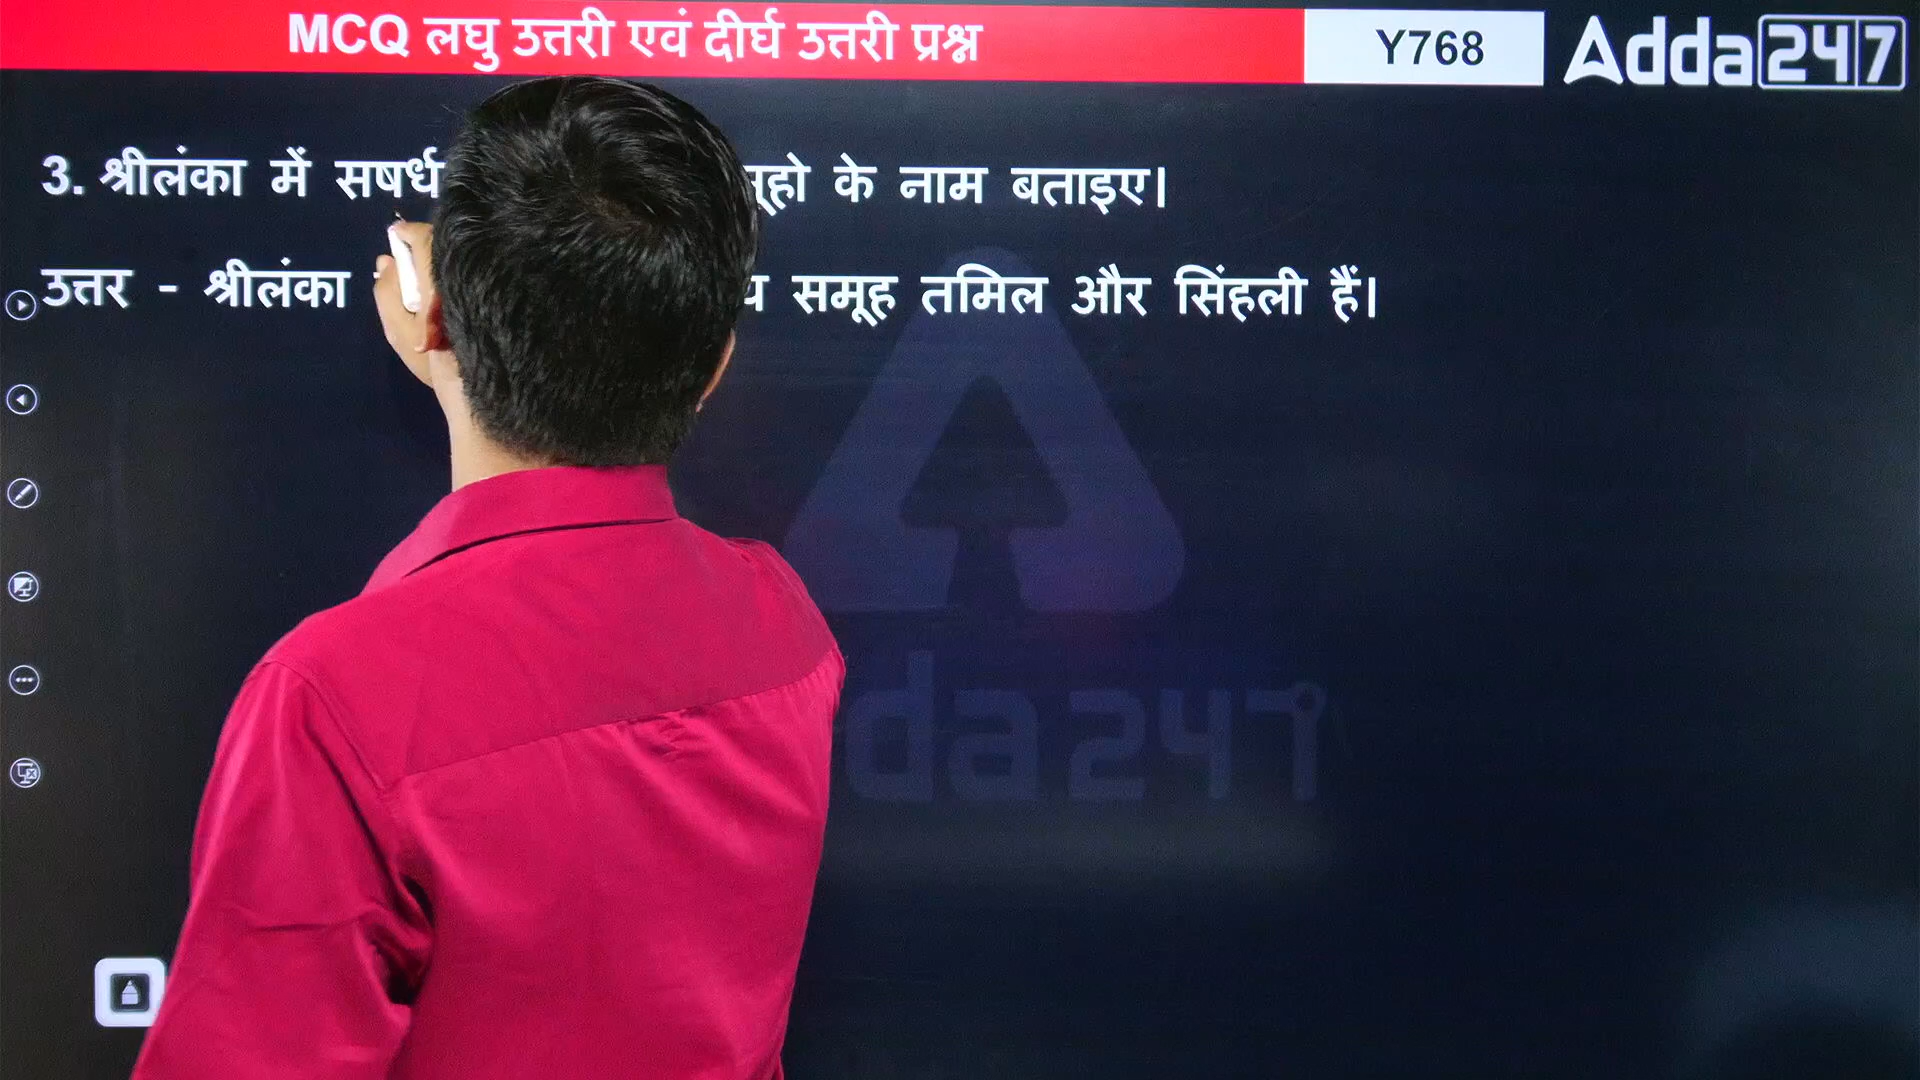 MCQ लघु उत्तरी एवं दीर्घ उत्तरी प्रश्न
Y768
Adda247
3. श्रीलंका में सषर्ध के नाम बताइए।
उत्तर - श्रीलंका समूह तमिल और सिंहली हैं।